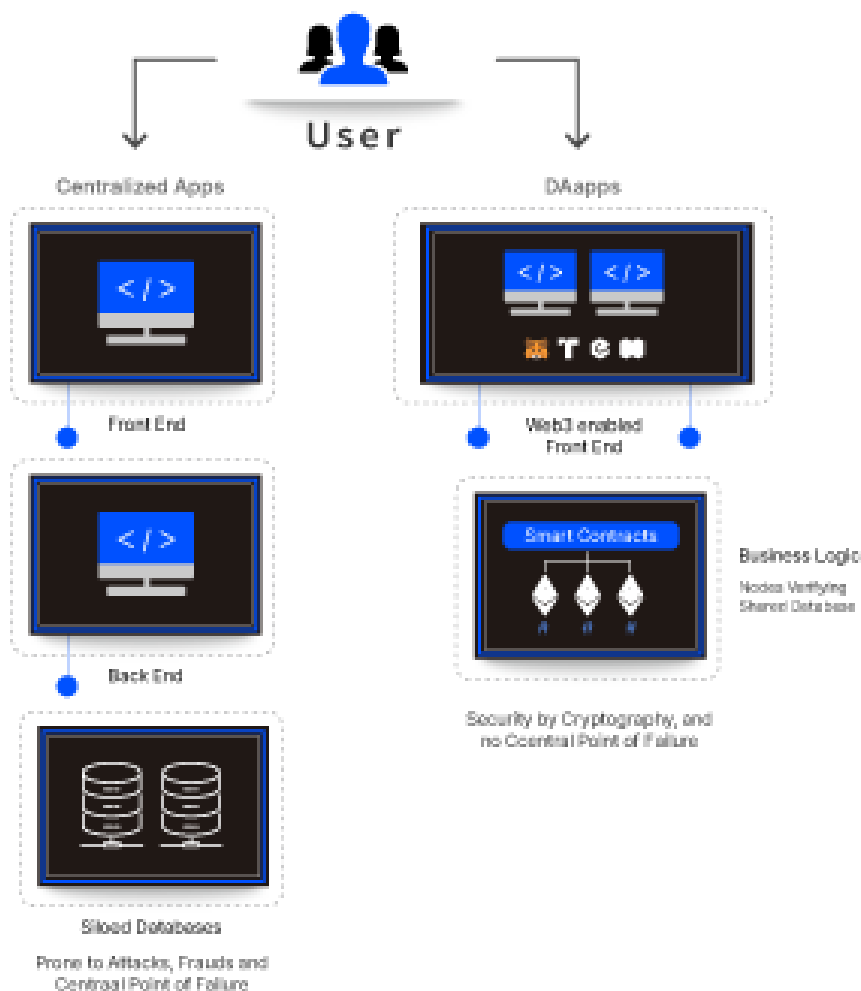 User
Centralized Apps
</>
Front End
</>
Back End
Siloed Databases
Prone to Attacks, Frauds and
Centraal Point of Failure
DAapps
</> </>
Web3 enabled
Front End
Smart Contracts
Business Logic
Nodes Verifying
Shared Database
Security by Cryptography, and
no Ccentral Point of Failure